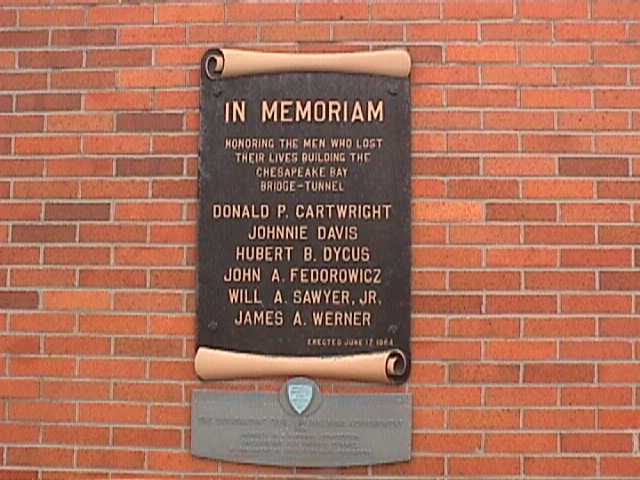 IN MEMORIAM
HONORING THE MEN WHO LOST
THEIR LIVES BUILDING THE
CHESAPEAKE BAY
BRIDGE-TUNNEL
DONALD P. CARTWRIGHT
JOHNNIE DAVIS
HUBERT B. DYCUS
JOHN A. FEDOROWICZ
WILL A. SAWYER, JR.
JAMES A. WERNER
ERECTED JUNE 17 1964